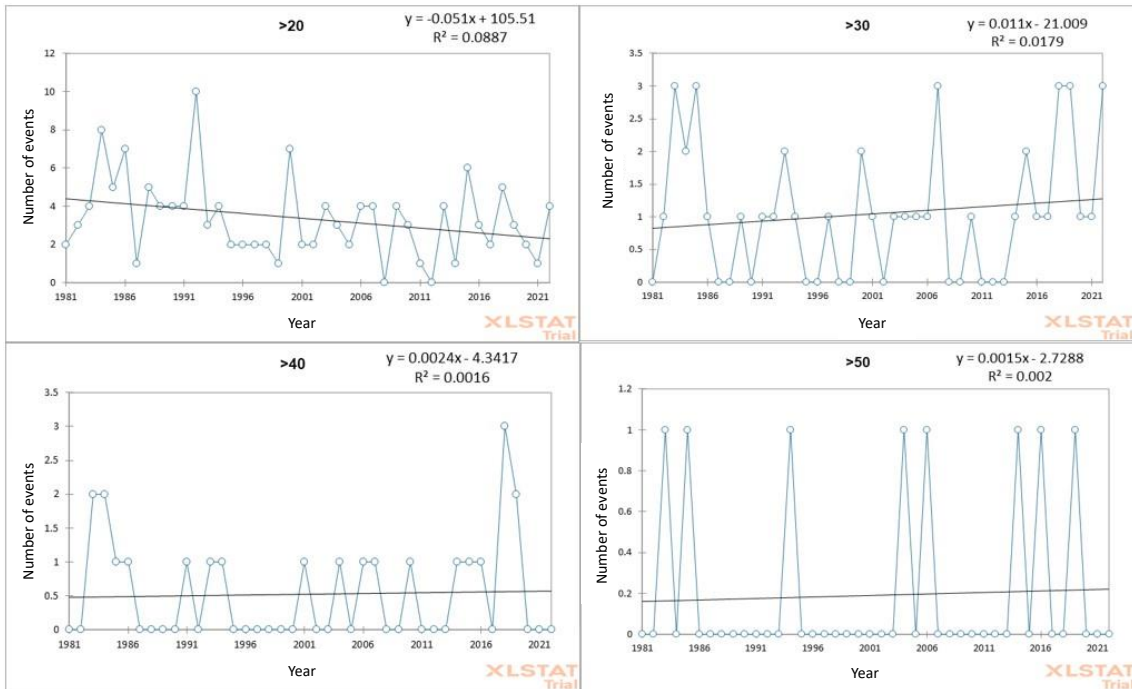 >20
y = -0.051x + 105.51
R² = 0.0887
12
10
8
6
4
2
0
Number of events
1981 1986 1991 1996 2001 2006 2011 2016 2021
Year
XLSTAT
Trial
>30
y = 0.011x - 21.009
R² = 0.0179
3.5
3
2.5
2
1.5
1
0.5
0
Number of events
1981 1986 1991 1996 2001 2006 2011 2016 2021
Year
XLSTAT
Trial
>40
y = 0.0024x - 4.3417
R² = 0.0016
3.5
3
2.5
2
1.5
1
0.5
0
Number of events
1981 1986 1991 1996 2001 2006 2011 2016 2021
Year
XLSTAT
Trial
>50
y = 0.0015x - 2.7288
R² = 0.002
1.2
1
0.8
0.6
0.4
0.2
0
Number of events
1981 1986 1991 1996 2001 2006 2011 2016 2021
Year
XLSTAT
Trial